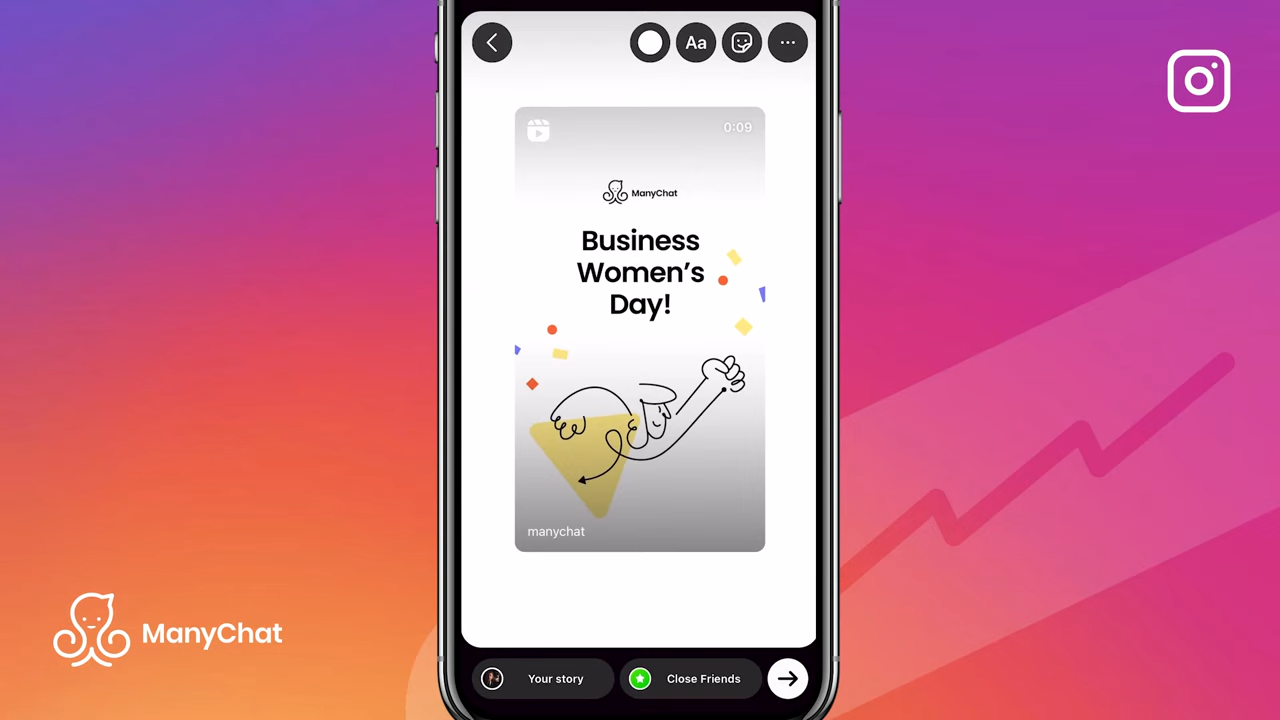 Aa
0:09
ManyChat
Business
Women's
Day!
manychat
ManyChat
Your story
Close Friends